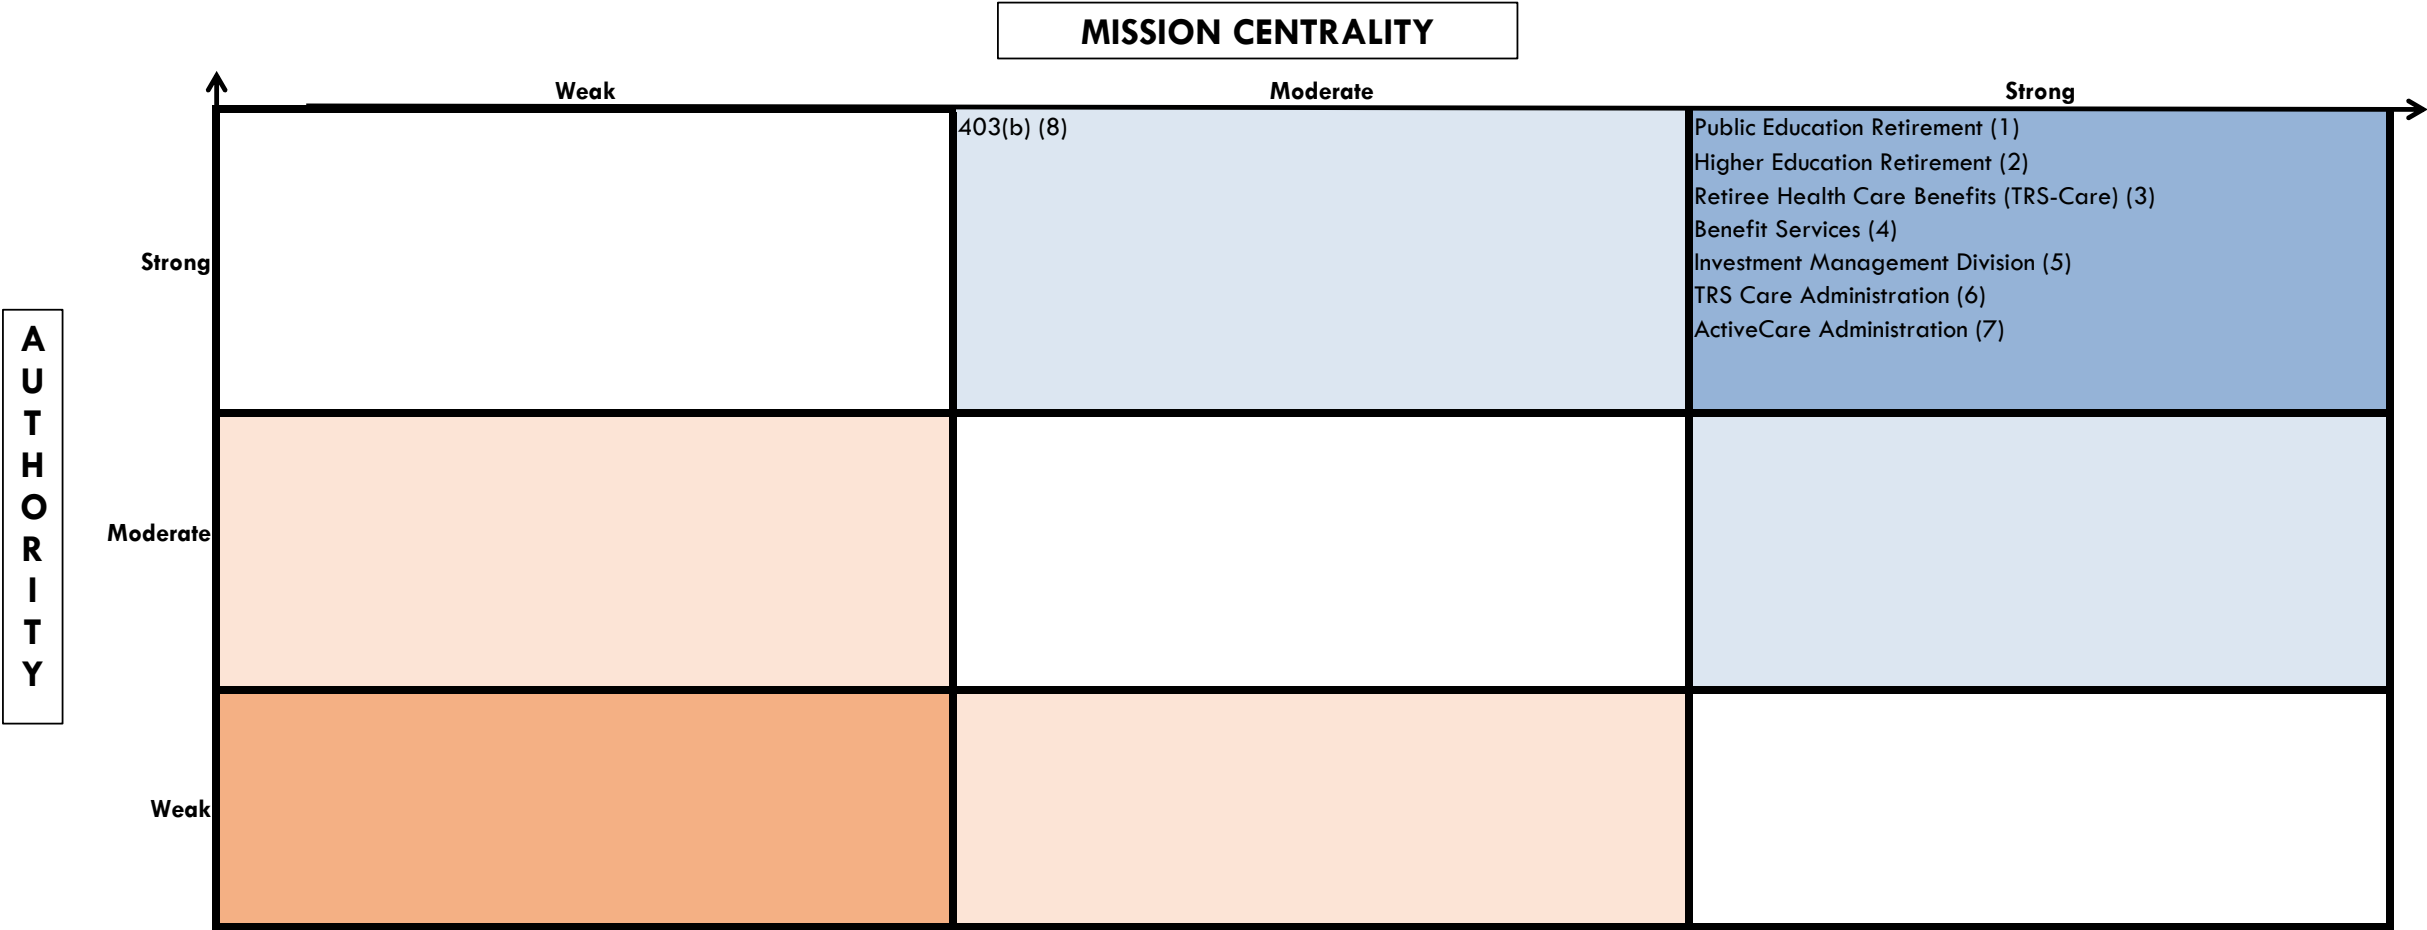 MISSION CENTRALITY
Weak
Moderate
Strong
403(b) (8)
Public Education Retirement (1)
Higher Education Retirement (2)
Retiree Health Care Benefits (TRS-Care) (3)
Benefit Services (4)
Investment Management Division (5)
TRS Care Administration (6)
ActiveCare Administration (7)
Strong
AUTHORITY
Moderate
Weak